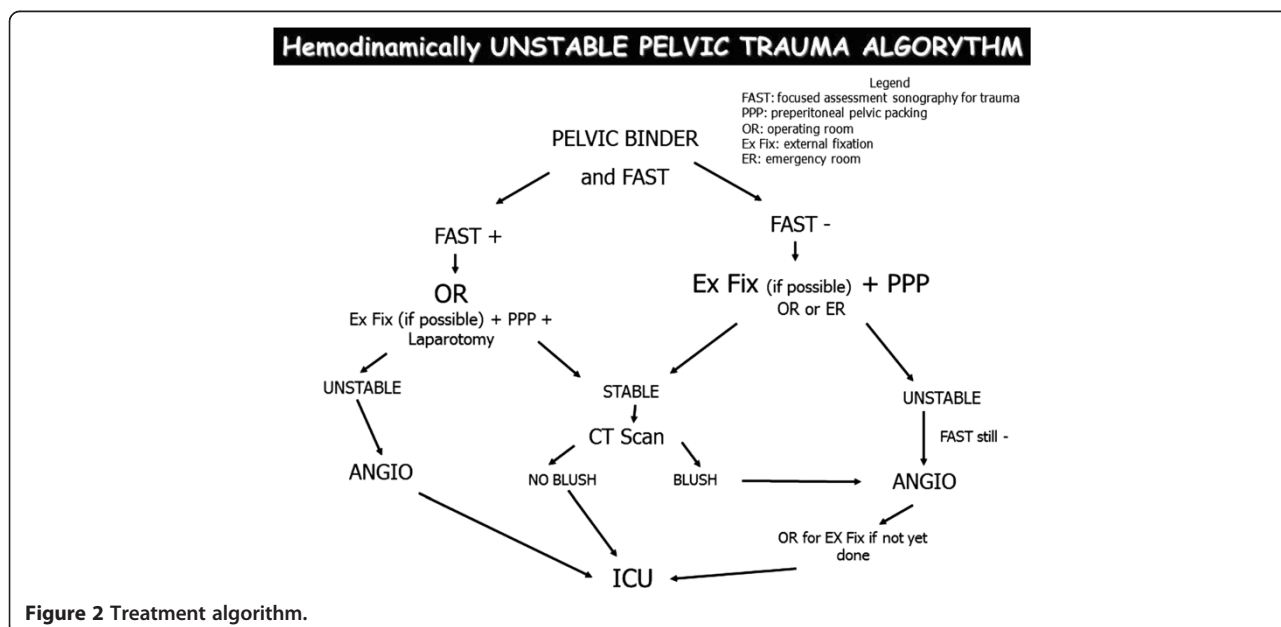 Hemodinamically UNSTABLE PELVIC TRAUMA ALGORYTHM
Legend
FAST: focused assessment sonography for trauma
PPP: preperitoneal pelvic packing
OR: operating room
Ex Fix: external fixation
ER: emergency room
PELVIC BINDER
and FAST
FAST +
FAST -
OR
Ex Fix (if possible) + PPP +
Laparotomy
Ex Fix (if possible) + PPP
OR or ER
UNSTABLE
STABLE
UNSTABLE
CT Scan
FAST still -
ANGIO
NO BLUSH
BLUSH
ANGIO
OR for EX Fix if not yet
done
ICU
Figure 2 Treatment algorithm.